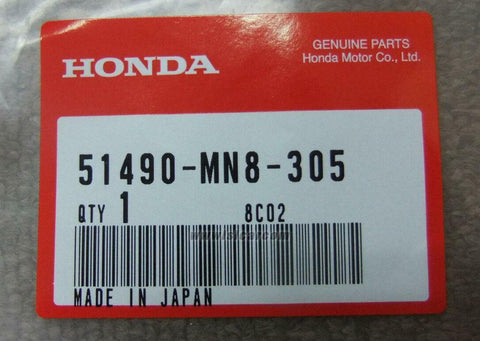 HONDA
GENUINE PARTS
Honda Motor Co., Ltd.
51490-MN8-305
QTY 1 8C02
MADE IN JAPAN